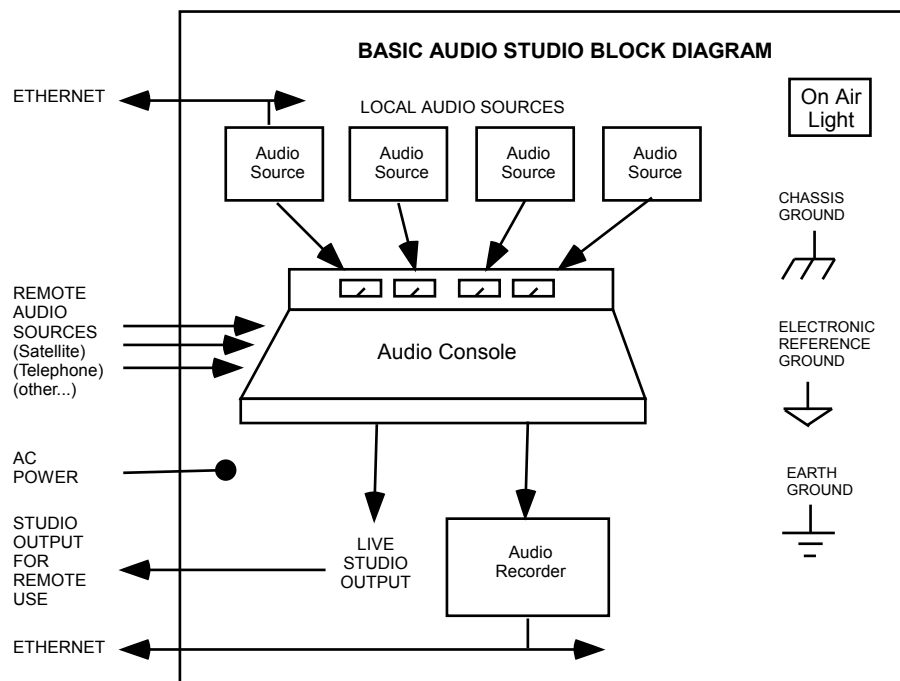 BASIC AUDIO STUDIO BLOCK DIAGRAM
ETHERNET
LOCAL AUDIO SOURCES
On Air
Light
Audio
Source
Audio
Source
Audio
Source
Audio
Source
CHASSIS
GROUND
REMOTE
AUDIO
SOURCES
(Satellite)
(Telephone)
(other...)
Audio Console
ELECTRONIC
REFERENCE
GROUND
AC
POWER
EARTH
GROUND
STUDIO
OUTPUT
FOR
REMOTE
USE
LIVE
STUDIO
OUTPUT
Audio
Recorder
ETHERNET